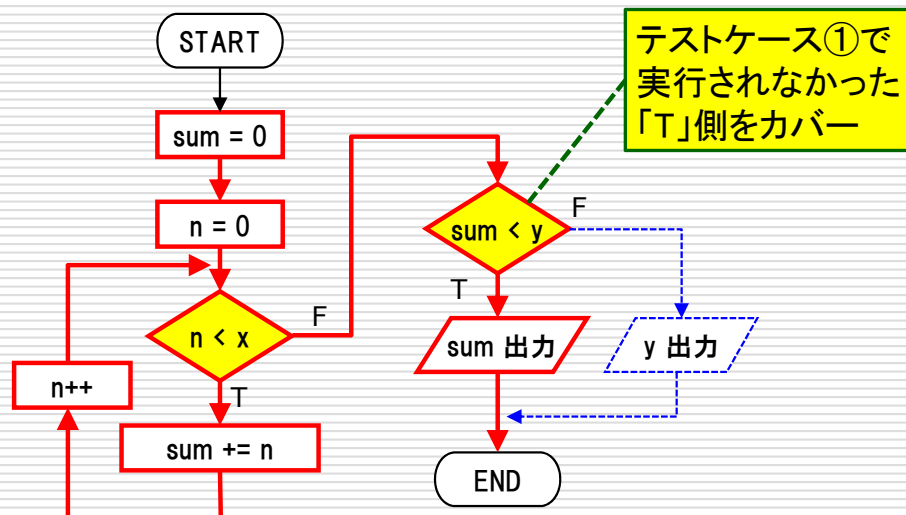 START
sum = 0
n = 0
n < x
F
T
n++
sum += n
テストケース①で
実行されなかった
「T」側をカバー
sum < y
F
T
sum 出力
y 出力
END